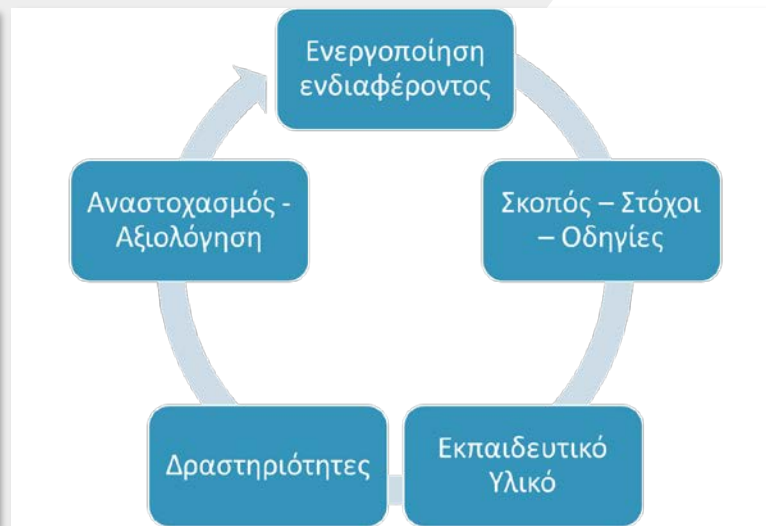 Ενεργοποίηση
ενδιαφέροντος
Σκοπός – Στόχοι
– Οδηγίες
Εκπαιδευτικό
Υλικό
Δραστηριότητες
Αναστοχασμός -
Αξιολόγηση